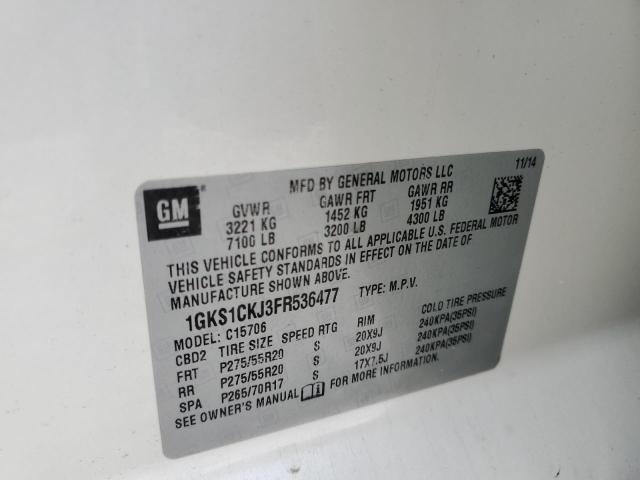 GM
MFD BY GENERAL MOTORS LLC 11/14
GVWR GAWR FRT GAWR RR
3221 KG 1452 KG 1951 KG
7100 LB 3200 LB 4300 LB
THIS VEHICLE CONFORMS TO ALL APPLICABLE U.S. FEDERAL MOTOR
VEHICLE SAFETY STANDARDS IN EFFECT ON THE DATE OF
MANUFACTURE SHOWN ABOVE.
1GKS1CKJ3FR536477 TYPE: M.P.V.
MODEL: C15706
CBD2 TIRE SIZE SPEED RTG RIM COLD TIRE PRESSURE
FRT P275/55R20 S 20X9J 240KPA(35PSI)
RR P275/55R20 S 20X9J 240KPA(35PSI)
SPA P265/70R17 S 17X7.5J 240KPA(35PSI)
SEE OWNER'S MANUAL FOR MORE INFORMATION.